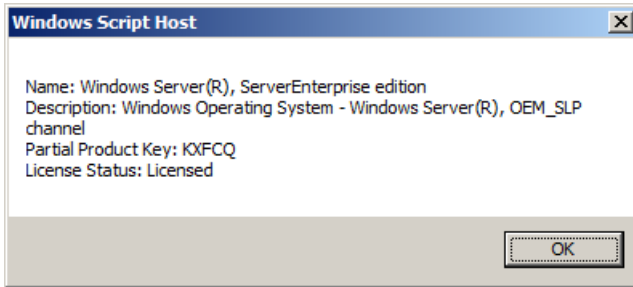 Windows Script Host
Name: Windows Server(R), ServerEnterprise edition
Description: Windows Operating System - Windows Server(R), OEM_SLP
channel
Partial Product Key: KXFCQ
License Status: Licensed
OK